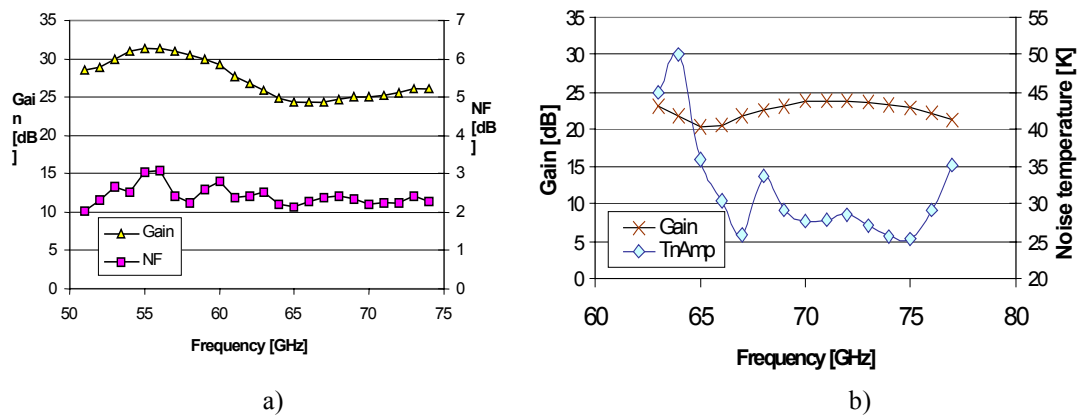 35
30
25
20
15
10
5
0
Gai
n
[dB
]
7
6
5
4
3
2
1
0
NF
[dB
]
Gain
NF
50 55 60 65 70 75
Frequency [GHz]
a)
35
30
25
20
15
10
5
0
Gain [dB]
55
50
45
40
35
30
25
20
Noise temperature [K]
Gain
TnAmp
60 65 70 75 80
Frequency [GHz]
b)